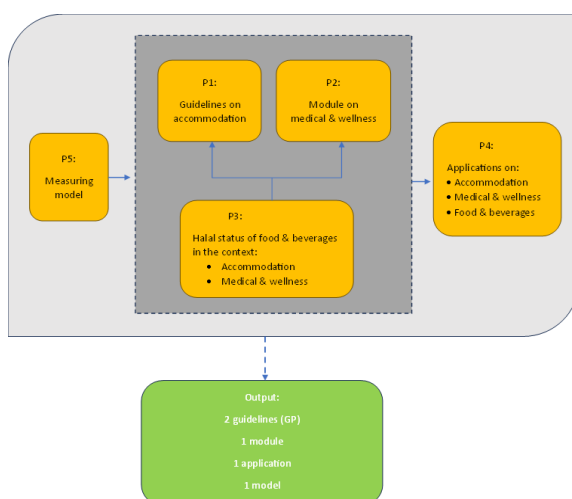 P1:
Guidelines on
accommodation
P2:
Module on
medical & wellness
P5:
Measuring
model
P4:
Applications on:
• Accommodation
• Medical & wellness
• Food & beverages
P3:
Halal status of food & beverages
in the context:
• Accommodation
• Medical & wellness
Output:
2 guidelines (GP)
1 module
1 application
1 model